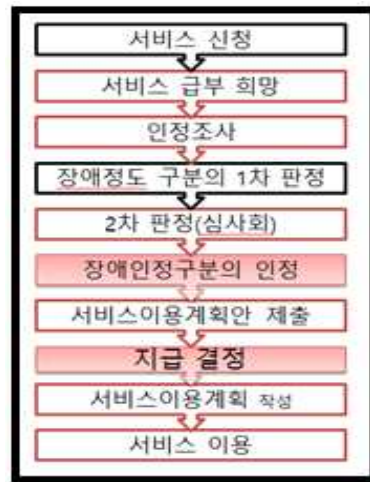 서비스 신청
서비스 급부 희망
인정조사
장애정도 구분의 1차 판정
2차 판정(심사회)
장애인정구분의 인정
서비스이용계획안 제출
지급 결정
서비스이용계획 작성
서비스 이용